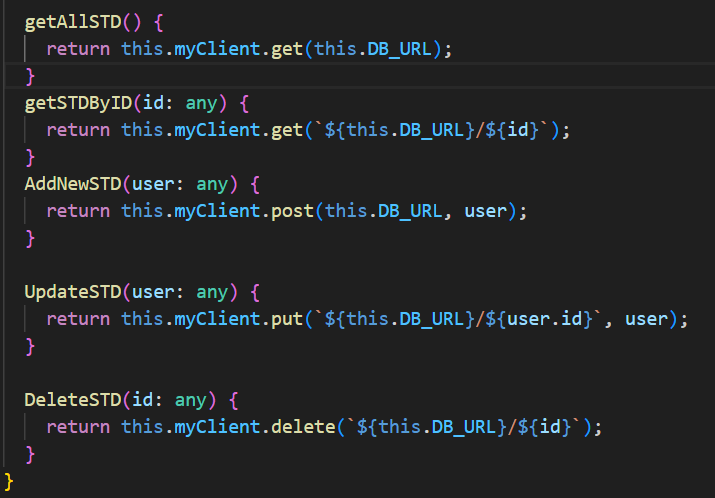 getAllSTD() {
return this.myClient.get(this.DB_URL);
}
getSTDByID(id: any) {
return this.myClient.get(`${this.DB_URL}/${id}`);
}
AddNewSTD(user: any) {
return this.myClient.post(this.DB_URL, user);
}
UpdateSTD(user: any) {
return this.myClient.put(`${this.DB_URL}/${user.id}`, user);
}
DeleteSTD(id: any) {
return this.myClient.delete(`${this.DB_URL}/${id}`);
}
}